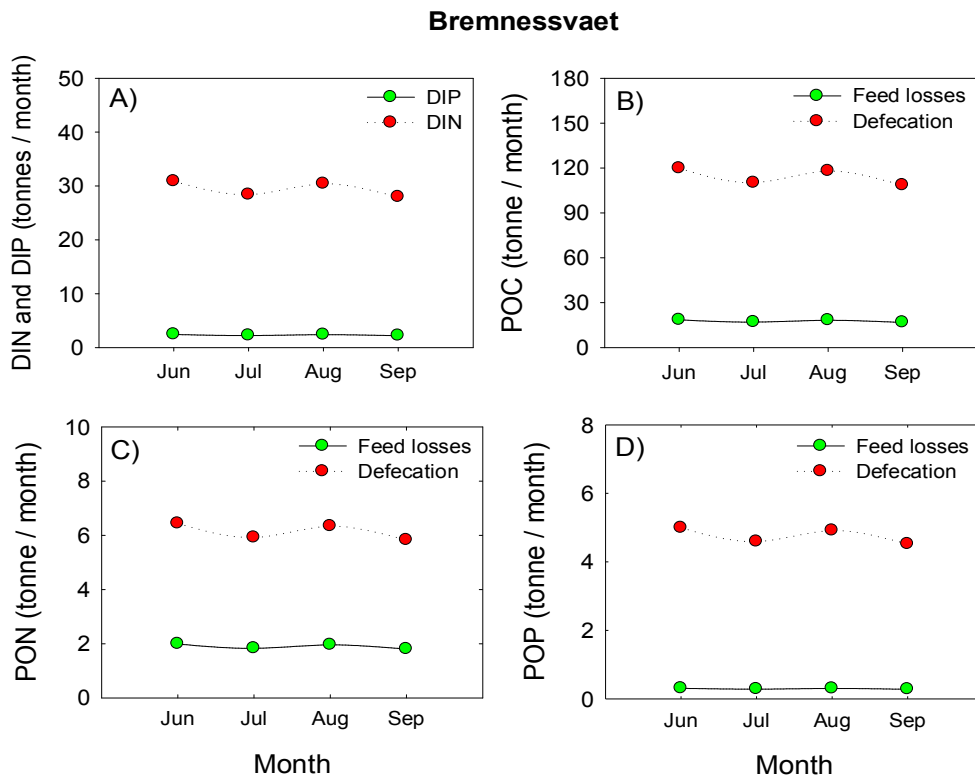 Bremnessvaet
A)
DIP
DIN
DIN and DIP (tonnes / month)
50
40
30
20
10
0
Jun Jul Aug Sep
B)
Feed losses
Defecation
POC (tonne / month)
180
150
120
90
60
30
0
Jun Jul Aug Sep
C)
Feed losses
Defecation
PON (tonne / month)
10
8
6
4
2
0
Jun Jul Aug Sep
Month
D)
Feed losses
Defecation
POP (tonne / month)
8
6
4
2
0
Jun Jul Aug Sep
Month